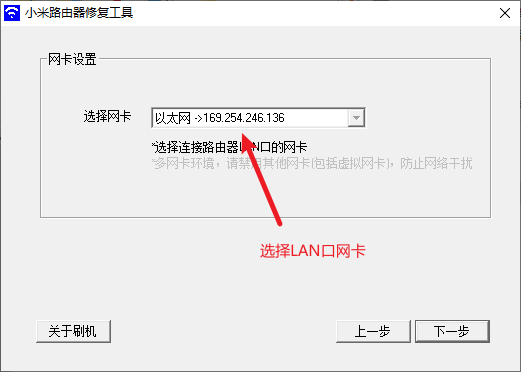 小米路由器修复工具
网卡设置
选择网卡
以太网 ->169.254.246.136
*选择连接路由器LAN口的网卡
*多网卡环境，请禁用其他网卡(包括虚拟网卡)，防止网络干扰
选择LAN口网卡
关于刷机
上一步
下一步